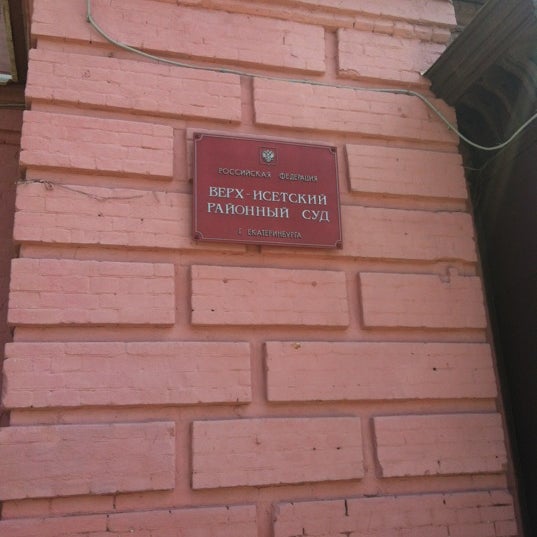 РОССИЙСКАЯ ФЕДЕРАЦИЯ
ВЕРХ-ИСЕТСКИЙ
РАЙОННЫЙ СУД
Г. ЕКАТЕРИНБУРГА